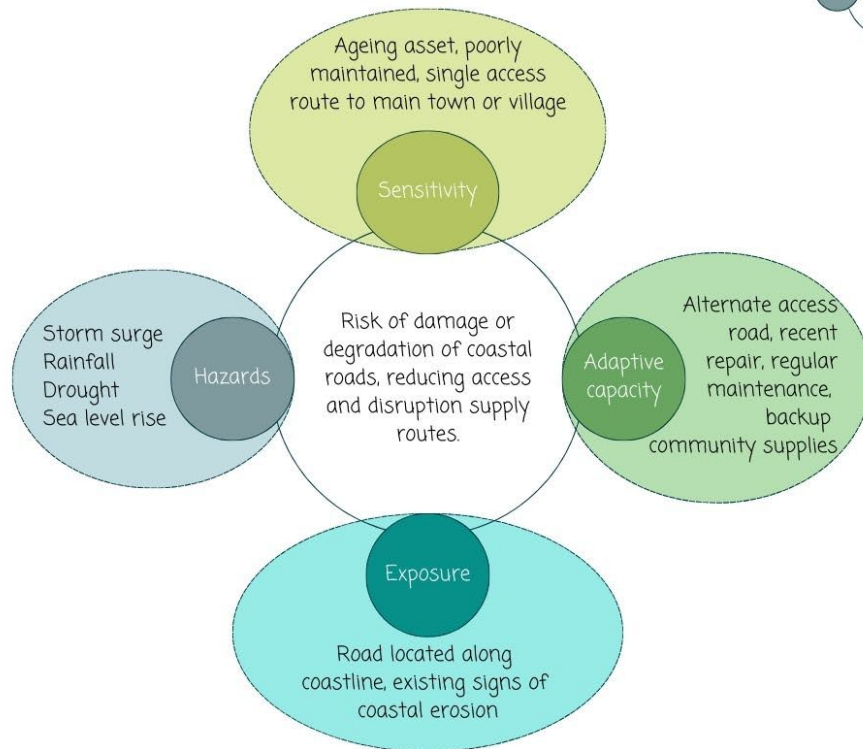 Ageing asset, poorly
maintained, single access
route to main town or village
Sensitivity
Storm surge
Rainfall
Drought
Sea level rise
Hazards
Risk of damage or
degradation of coastal
roads, reducing access
and disruption supply
routes.
Adaptive
capacity
Alternate access
road, recent
repair, regular
maintenance,
backup
community supplies
Exposure
Road located along
coastline, existing signs of
coastal erosion